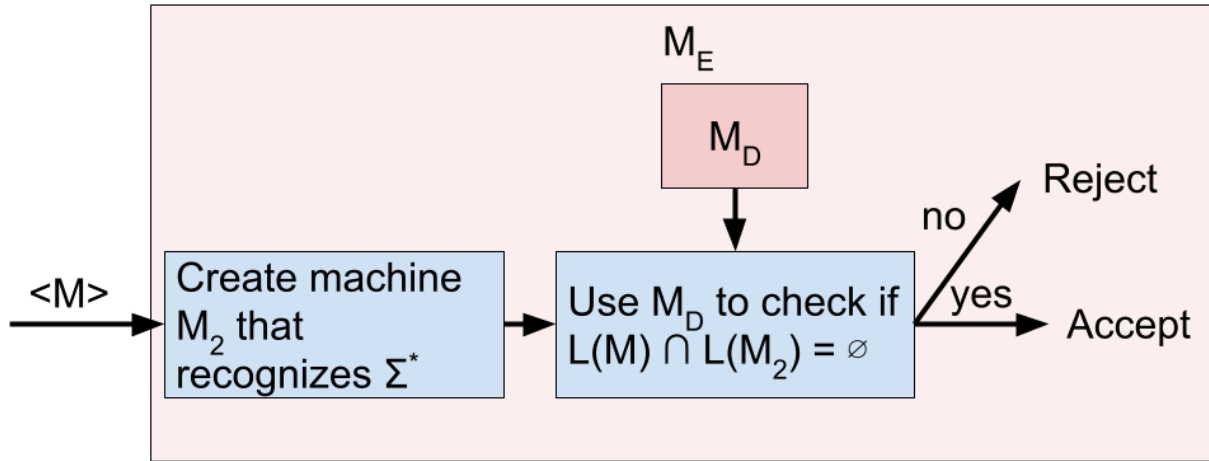 M_E
M_D
Reject
no
<M>
Create machine
M_2 that
recognizes Σ^*
Use M_D to check if
L(M) ∩ L(M_2) = ∅
yes
Accept